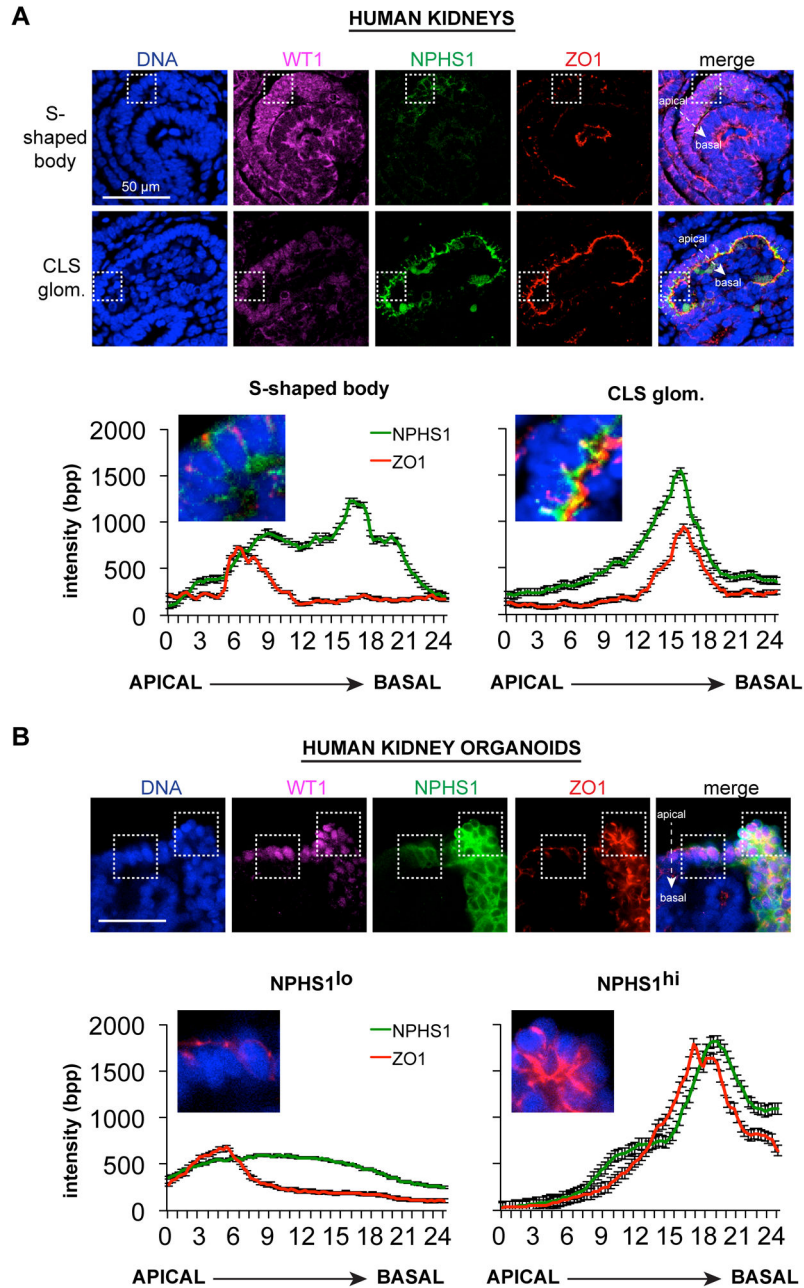 A
HUMAN KIDNEYS
DNA WT1 NPHS1 ZO1 merge
S-
shaped
body
50 µm
apical
basal
CLS
glom.
apical
basal
S-shaped body
CLS glom.
intensity (bpp)
2000
1500
1000
500
0
NPHS1
ZO1
0 3 6 9 12 15 18 21 24
0 3 6 9 12 15 18 21 24
APICAL BASAL
APICAL BASAL
B
HUMAN KIDNEY ORGANOIDS
DNA WT1 NPHS1 ZO1 merge
apical
basal
NPHS1lo
NPHS1hi
intensity (bpp)
2000
1500
1000
500
0
NPHS1
ZO1
0 3 6 9 12 15 18 21 24
0 3 6 9 12 15 18 21 24
APICAL BASAL
APICAL BASAL